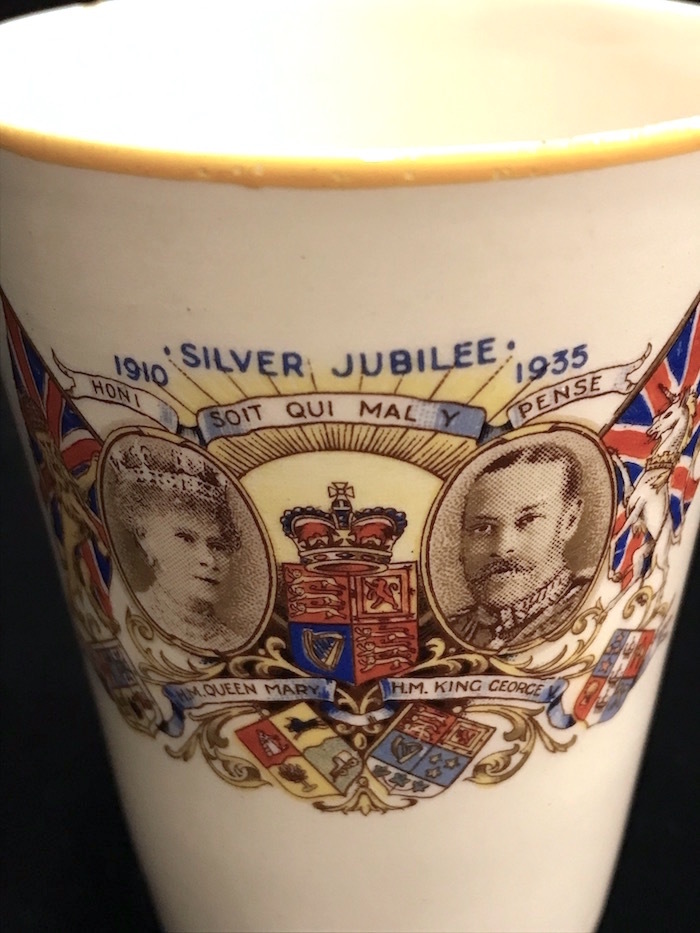 1910 'SILVER JUBILEE' 1935
HONI SOIT QUI MAL Y PENSE
H.M. QUEEN MARY H.M. KING GEORGE V